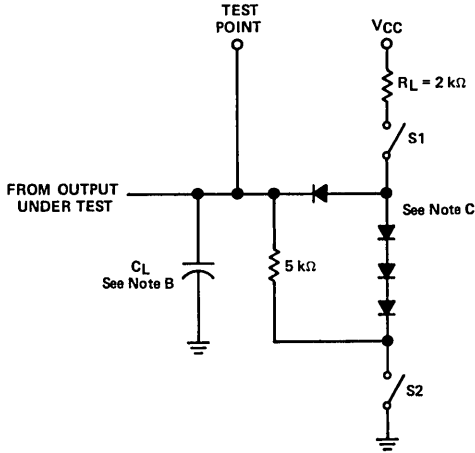 TEST
POINT
VCC
RL = 2 kΩ
S1
FROM OUTPUT
UNDER TEST
See Note C
CL
See Note B
5 kΩ
S2